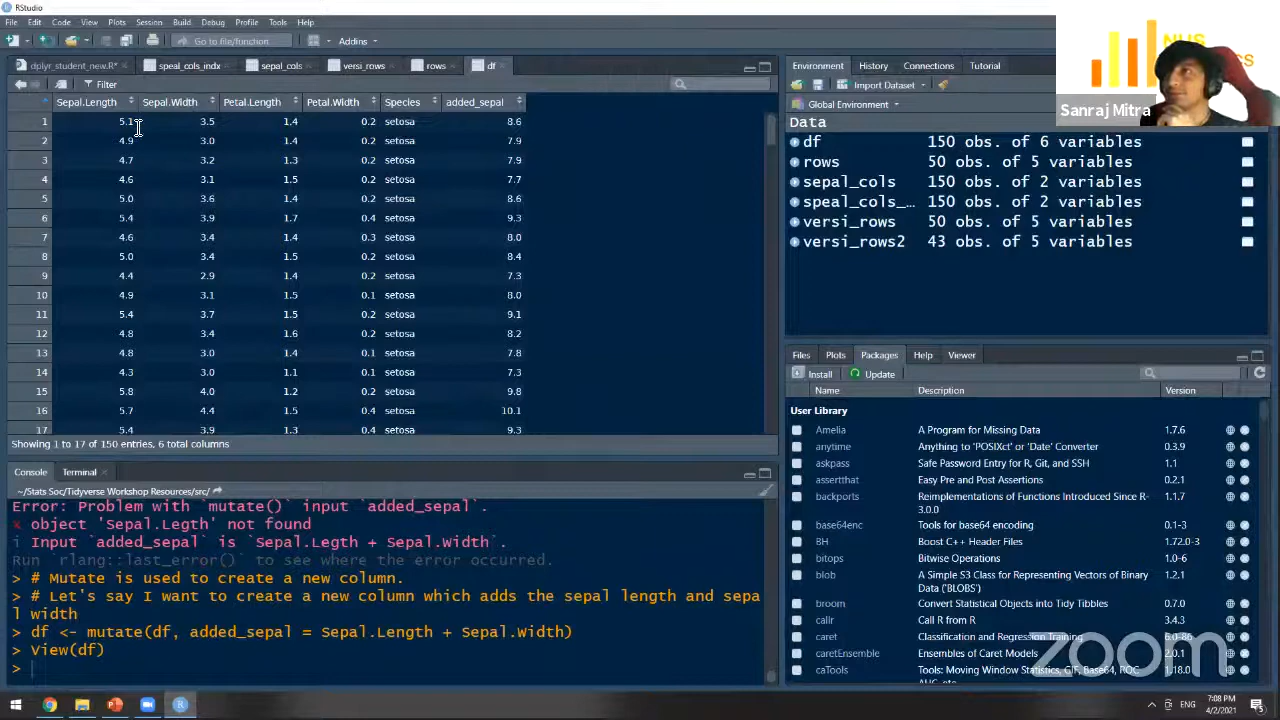 RStudio
File Edit Code View Plots Session Build Debug Profile Tools Help
Go to file/function Addins
dplyr_student_new.R* speal_cols_indx sepal_cols versi_rows rows df
Filter
Sepal.Length Sepal.Width Petal.Length Petal.Width Species added_sepal
1 5.1 3.5 1.4 0.2 setosa 8.6
2 4.9 3.0 1.4 0.2 setosa 7.9
3 4.7 3.2 1.3 0.2 setosa 7.9
4 4.6 3.1 1.5 0.2 setosa 7.7
5 5.0 3.6 1.4 0.2 setosa 8.6
6 5.4 3.9 1.7 0.4 setosa 9.3
7 4.6 3.4 1.4 0.3 setosa 8.0
8 5.0 3.4 1.5 0.2 setosa 8.4
9 4.4 2.9 1.4 0.2 setosa 7.3
10 4.9 3.1 1.5 0.1 setosa 8.0
11 5.4 3.7 1.5 0.2 setosa 9.1
12 4.8 3.4 1.6 0.2 setosa 8.2
13 4.8 3.0 1.4 0.1 setosa 7.8
14 4.3 3.0 1.1 0.1 setosa 7.3
15 5.8 4.0 1.2 0.2 setosa 9.8
16 5.7 4.4 1.5 0.4 setosa 10.1
17 5.4 3.9 1.3 0.4 setosa 9.3
Showing 1 to 17 of 150 entries, 6 total columns
Console Terminal
~/Stats Soc/Tidyverse Workshop Resources/src/
Error: Problem with `mutate()` input `added_sepal`.
x object 'Sepal.Legth' not found
i Input `added_sepal` is `Sepal.Legth + Sepal.Width`.
Run `rlang::last_error()` to see where the error occurred.
> # Mutate is used to create a new column.
> # Let's say I want to create a new column which adds the sepal length and sepa
l width
> df <- mutate(df, added_sepal = Sepal.Length + Sepal.Width)
> View(df)
>
Environment History Connections Tutorial
Import Dataset
Global Environment
Data
df 150 obs. of 6 variables
rows 50 obs. of 5 variables
sepal_cols 150 obs. of 2 variables
speal_cols_… 150 obs. of 2 variables
versi_rows 50 obs. of 5 variables
versi_rows2 43 obs. of 5 variables
NUS
Sanraj Mitra
Files Plots Packages Help Viewer
Install Update
Name Description Version
User Library
Amelia A Program for Missing Data 1.7.6
anytime Anything to 'POSIXct' or 'Date' Converter 0.3.9
askpass Safe Password Entry for R, Git, and SSH 1.1
assertthat Easy Pre and Post Assertions 0.2.1
backports Reimplementations of Functions Introduced Since R-3.0.0 1.1.7
base64enc Tools for base64 encoding 0.1-3
BH Boost C++ Header Files 1.72.0-3
bitops Bitwise Operations 1.0-6
blob A Simple S3 Class for Representing Vectors of Binary Data ('BLOBS') 1.2.1
broom Convert Statistical Objects into Tidy Tibbles 0.7.0
callr Call R from R 3.4.3
caret Classification and Regression Training 6.0-86
caretEnsemble Ensembles of Caret Models 2.0.1
caTools Tools: Moving Window Statistics, GIF, Base64, ROC 1.18.0
zoom
ENG
7:08 PM
4/2/2021